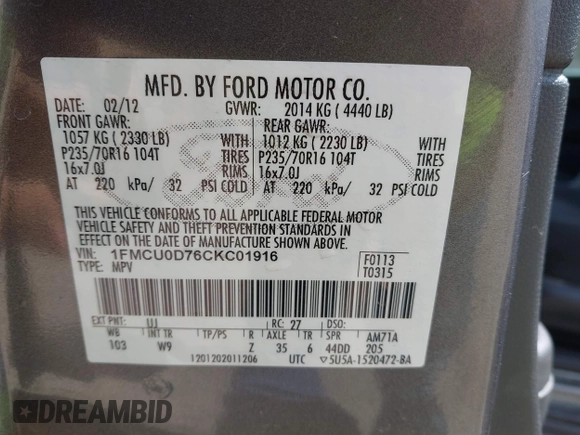 MFD. BY FORD MOTOR CO.
DATE: 02/12 GVWR: 2014 KG ( 4440 LB)
FRONT GAWR: REAR GAWR:
1057 KG ( 2330 LB) WITH 1012 KG ( 2230 LB) WITH
P235/70R16 104T TIRES P235/70R16 104T TIRES
16x7.0J RIMS 16x7.0J RIMS
AT 220 kPa/ 32 PSI COLD AT 220 kPa/ 32 PSI COLD
THIS VEHICLE CONFORMS TO ALL APPLICABLE FEDERAL MOTOR
VEHICLE SAFETY AND THEFT PREVENTION STANDARDS IN
EFFECT ON THE DATE OF MANUFACTURE SHOWN ABOVE.
VIN: 1FMCU0D76CKC01916 F0113
TYPE: MPV T0315
EXT PNT: UJ RC: 27 DSO:
WB INT TR TP/PS R AXLE TR SPR AM71A
103 W9 Z 35 6 44DD 205
1201202011206 UTC ▽5U5A-1520472-BA
Ford
DREAMBID